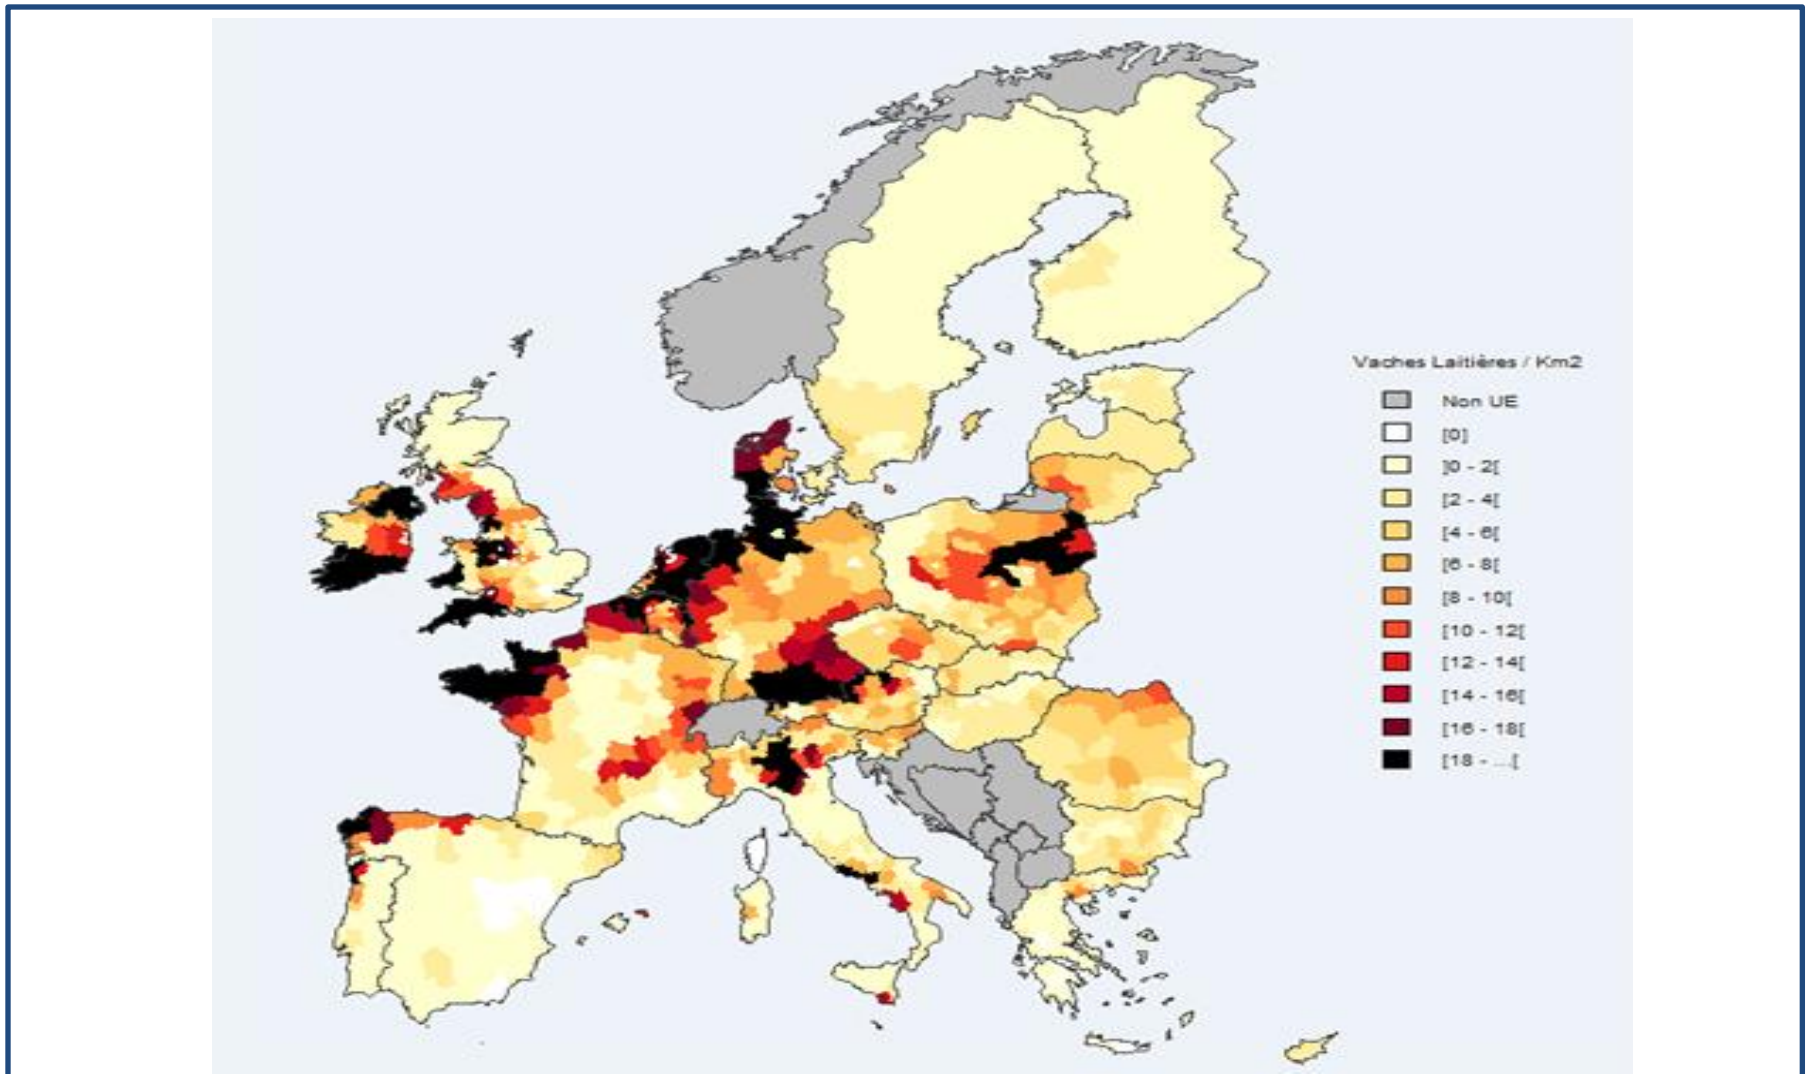 Vaches Laitières / Km2
Non UE
[0]
]0 - 2[
[2 - 4[
[4 - 6[
[6 - 8[
[8 - 10[
[10 - 12[
[12 - 14[
[14 - 16[
[16 - 18[
[18 - ...[